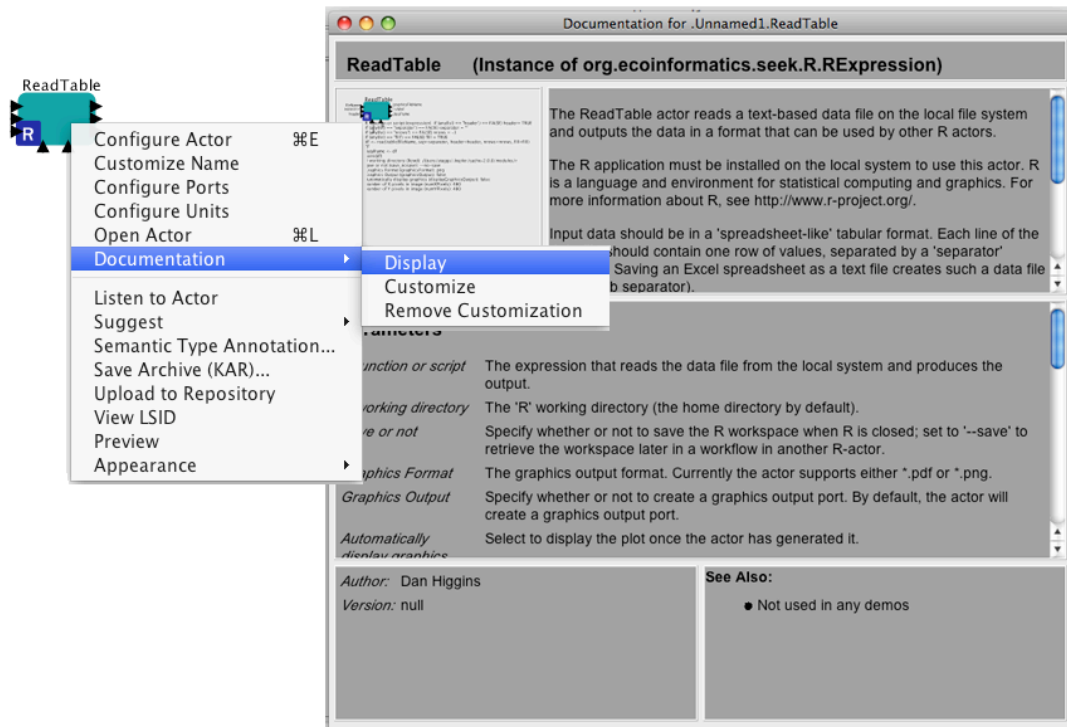 ReadTable
R
Configure Actor ⌘E
Customize Name
Configure Ports
Configure Units
Open Actor ⌘L
Documentation
Listen to Actor
Suggest
Semantic Type Annotation...
Save Archive (KAR)...
Upload to Repository
View LSID
Preview
Appearance
Display
Customize
Remove Customization
Documentation for .Unnamed1.ReadTable
ReadTable (Instance of org.ecoinformatics.seek.R.RExpression)
ReadTable
The ReadTable actor reads a text-based data file on the local file system
and outputs the data in a format that can be used by other R actors.
The R application must be installed on the local system to use this actor. R
is a language and environment for statistical computing and graphics. For
more information about R, see http://www.r-project.org/.
Input data should be in a 'spreadsheet-like' tabular format. Each line of the
should contain one row of values, separated by a 'separator'
Saving an Excel spreadsheet as a text file creates such a data file
separator).
unction or script The expression that reads the data file from the local system and produces the
output.
orking directory The 'R' working directory (the home directory by default).
or not Specify whether or not to save the R workspace when R is closed; set to '--save' to
retrieve the workspace later in a workflow in another R-actor.
aphics Format The graphics output format. Currently the actor supports either *.pdf or *.png.
Graphics Output Specify whether or not to create a graphics output port. By default, the actor will
create a graphics output port.
Automatically Select to display the plot once the actor has generated it.
display graphics
Author: Dan Higgins
Version: null
See Also:
● Not used in any demos